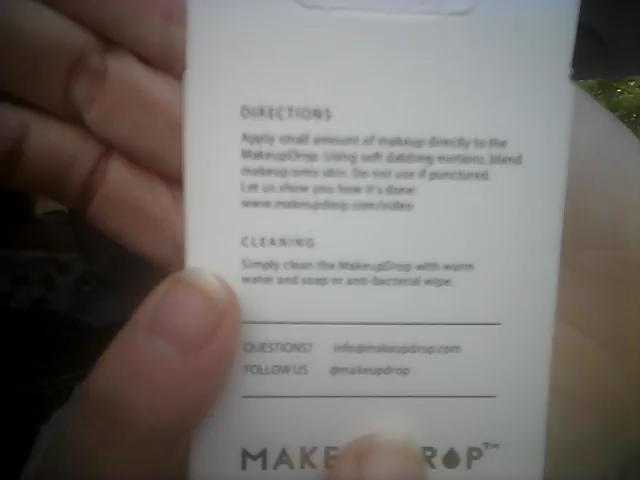 DIRECTIONS
Apply small amount of makeup directly to the
MakeupDrop. Using soft dabbing motions, blend
makeup onto skin. Do not use if punctured.
Let us show you how it's done:
www.makeupdrop.com/video
CLEANING
Simply clean the MakeupDrop with warm
water and soap or anti-bacterial wipe.
QUESTIONS? info@makeupdrop.com
FOLLOW US @makeupdrop
MAKE ROP™